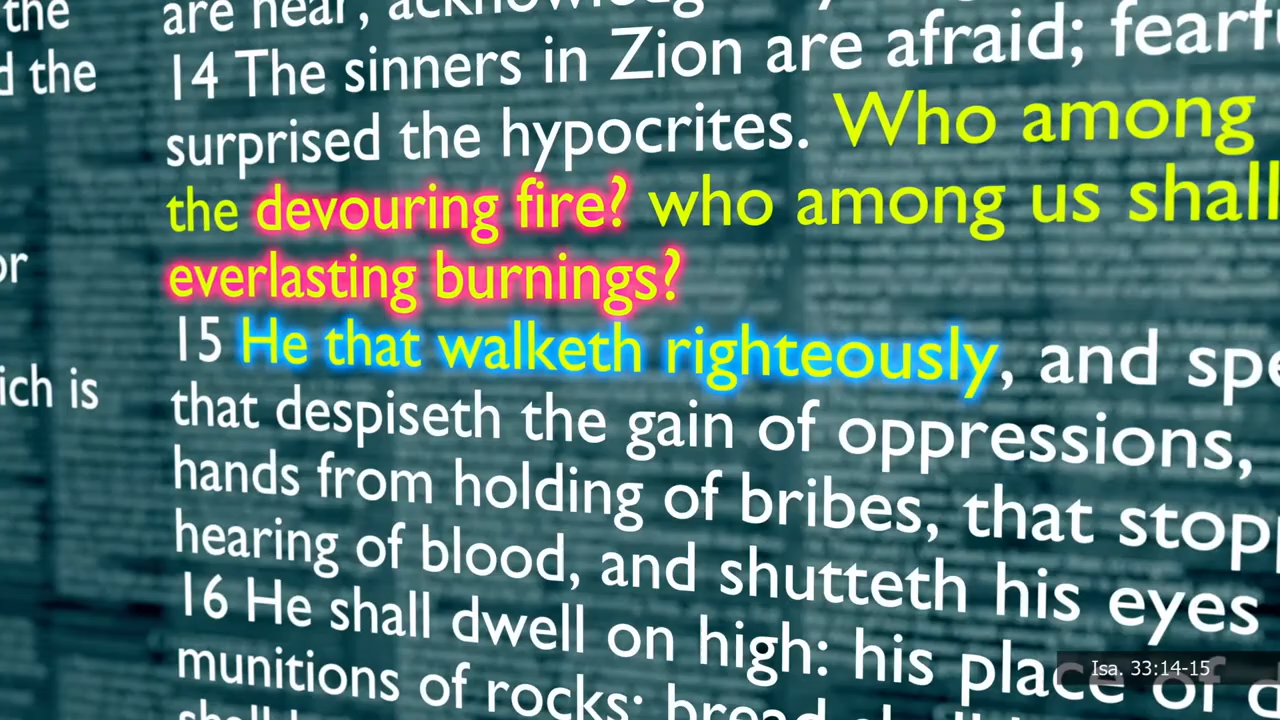 the
d the
or
ich is
are near, acknowledg
14 The sinners in Zion are afraid; fearf
surprised the hypocrites. Who among
the devouring fire? who among us shall
everlasting burnings?
15 He that walketh righteously, and spe
that despiseth the gain of oppressions,
hands from holding of bribes, that stopp
hearing of blood, and shutteth his eyes
16 He shall dwell on high: his place of d
munitions of rocks: bread shall
Isa. 33:14-15